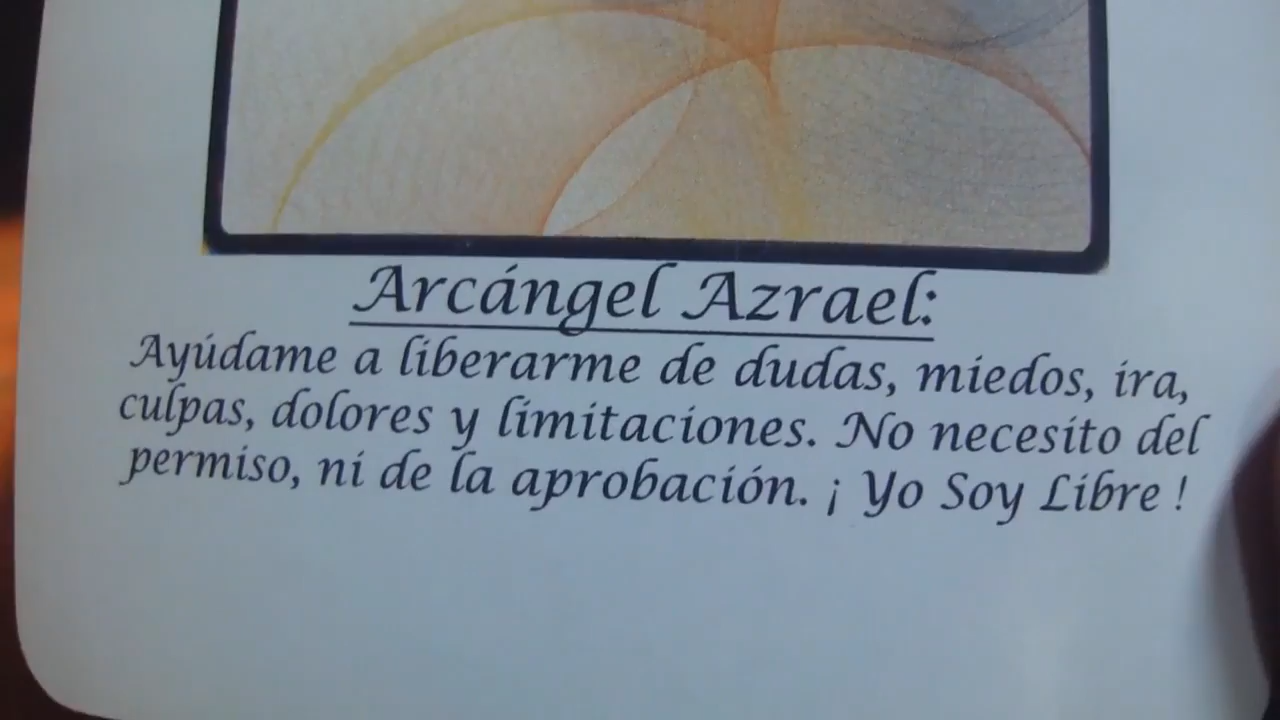 Arcángel Azrael:
Ayúdame a liberarme de dudas, miedos, ira,
culpas, dolores y limitaciones. No necesito del
permiso, ni de la aprobación. ¡ Yo Soy Libre !